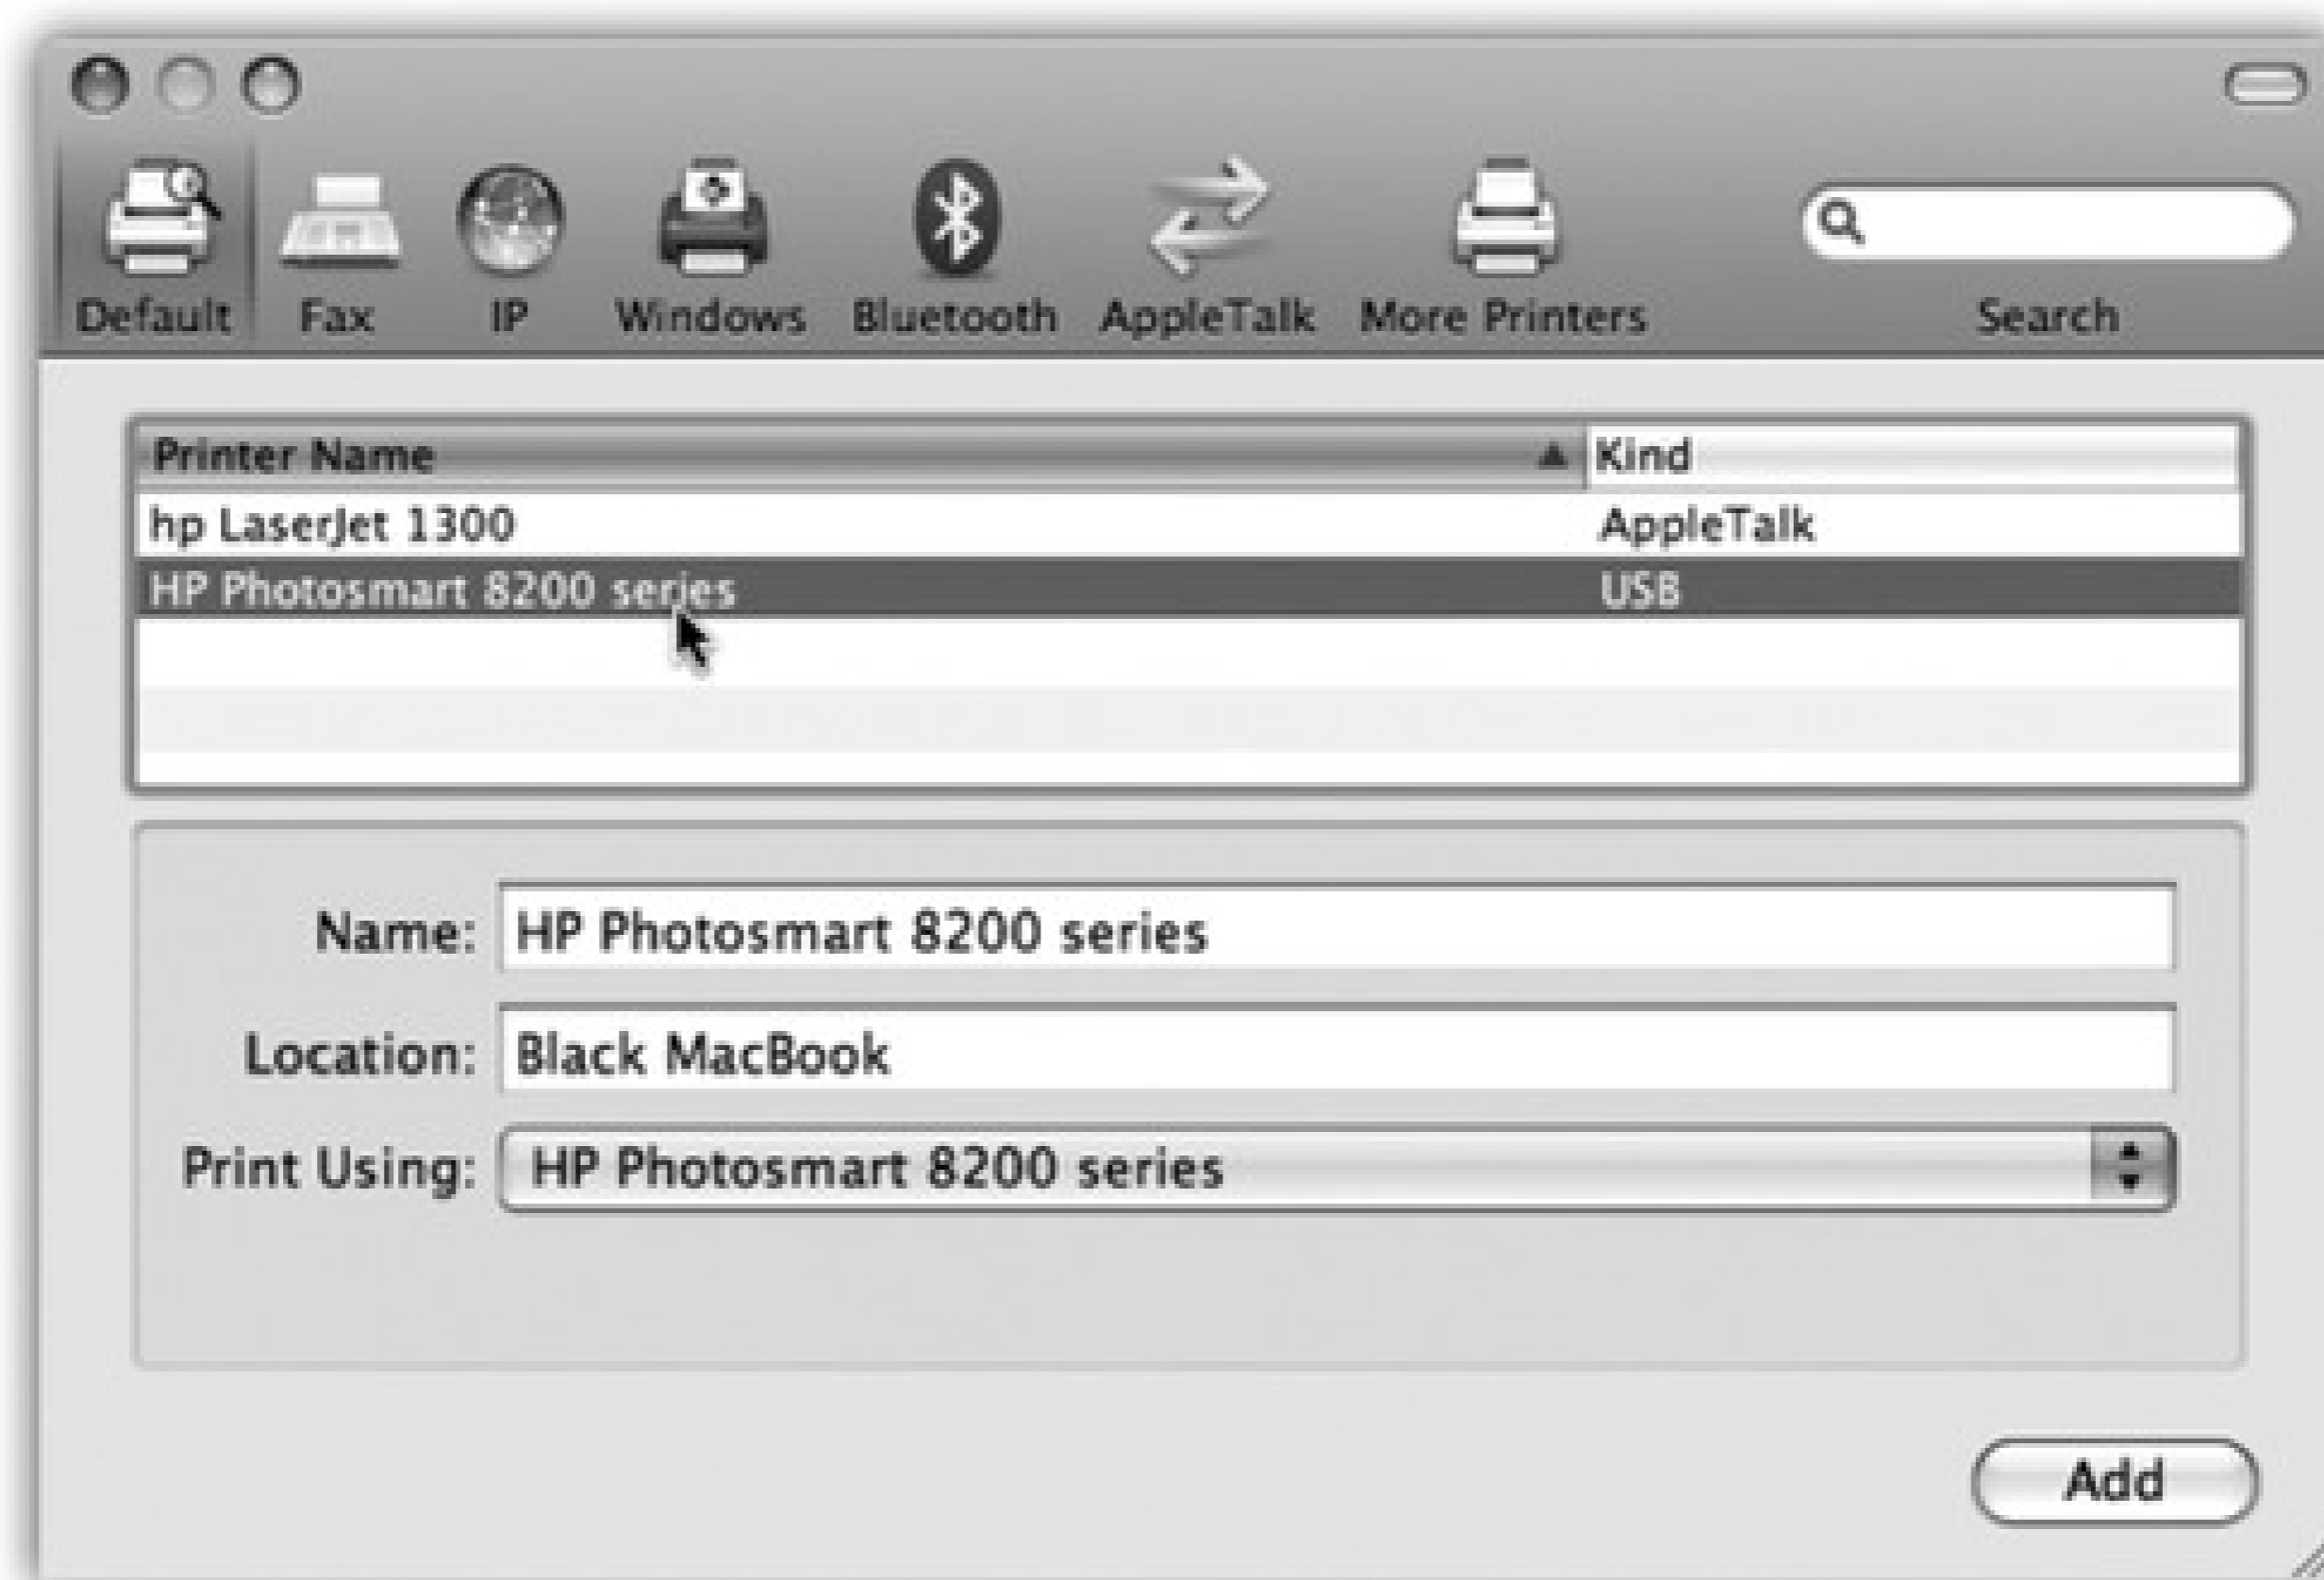 Default Fax IP Windows Bluetooth AppleTalk More Printers Search
Printer Name Kind
hp LaserJet 1300 AppleTalk
HP Photosmart 8200 series USB
Name: HP Photosmart 8200 series
Location: Black MacBook
Print Using: HP Photosmart 8200 series
Add